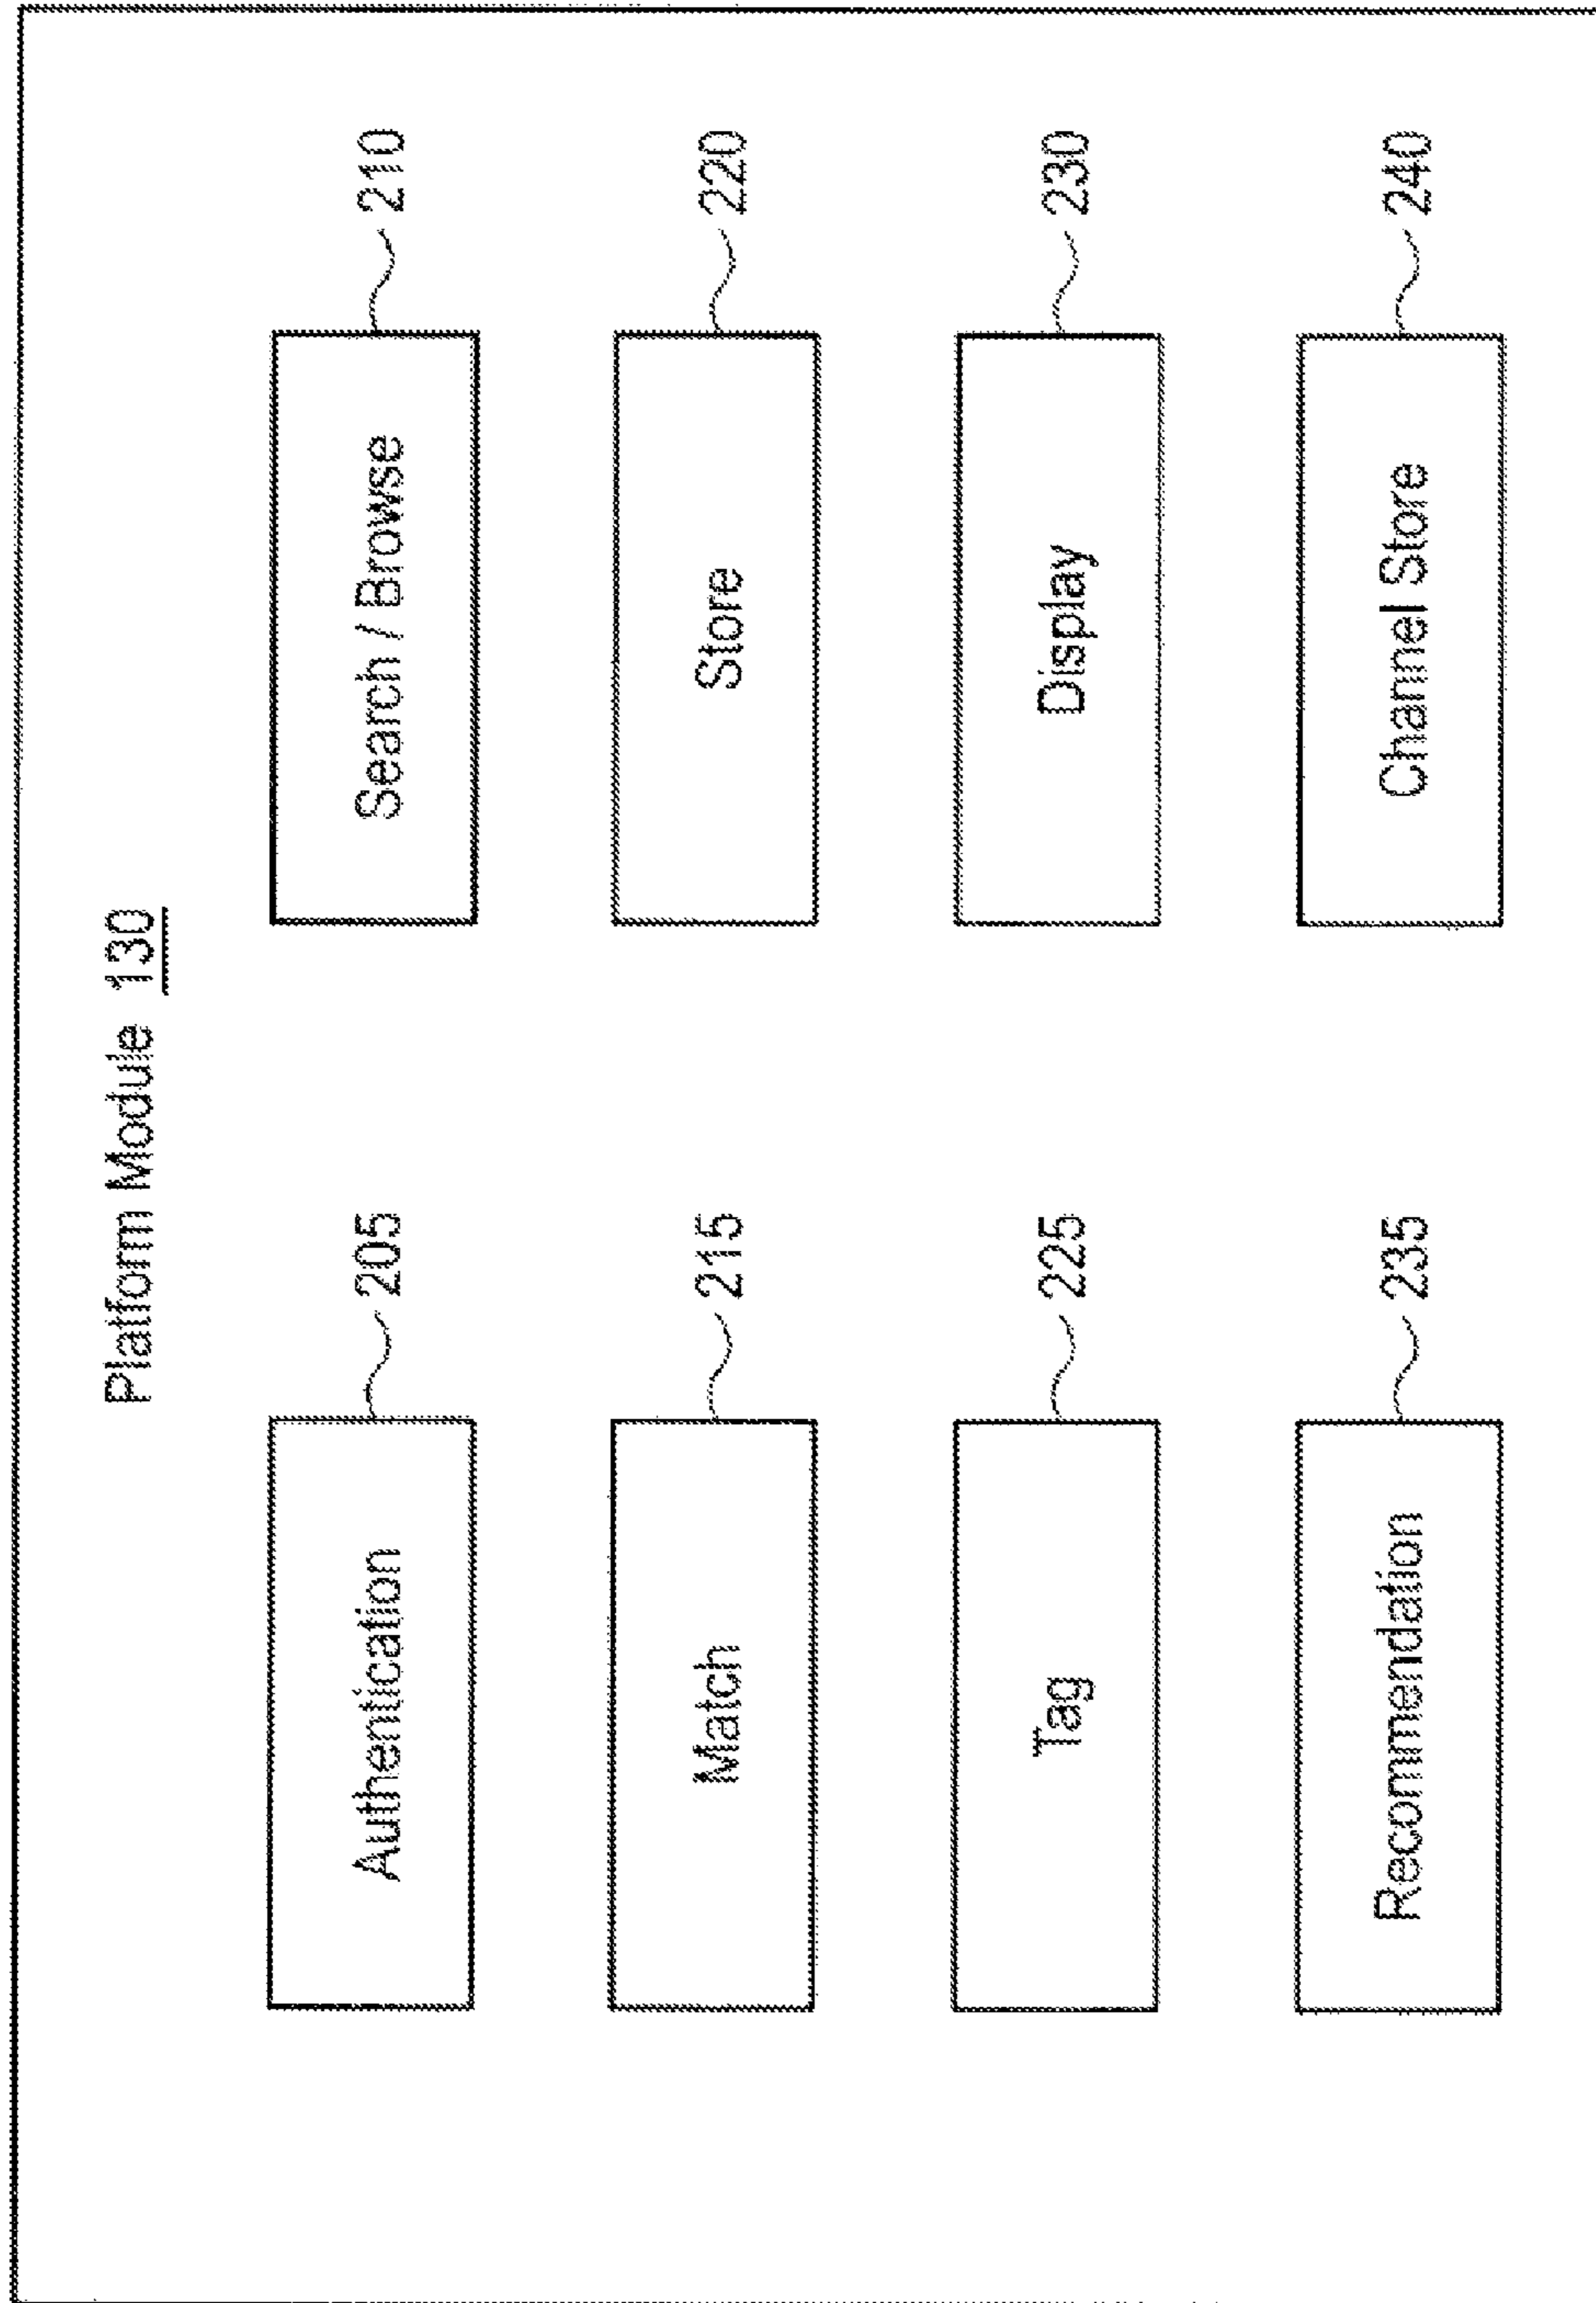 Platform Module 130
Authentication 205
Search / Browse 210
Match 215
Store 220
Tag 225
Display 230
Recommendation 235
Channel Store 240